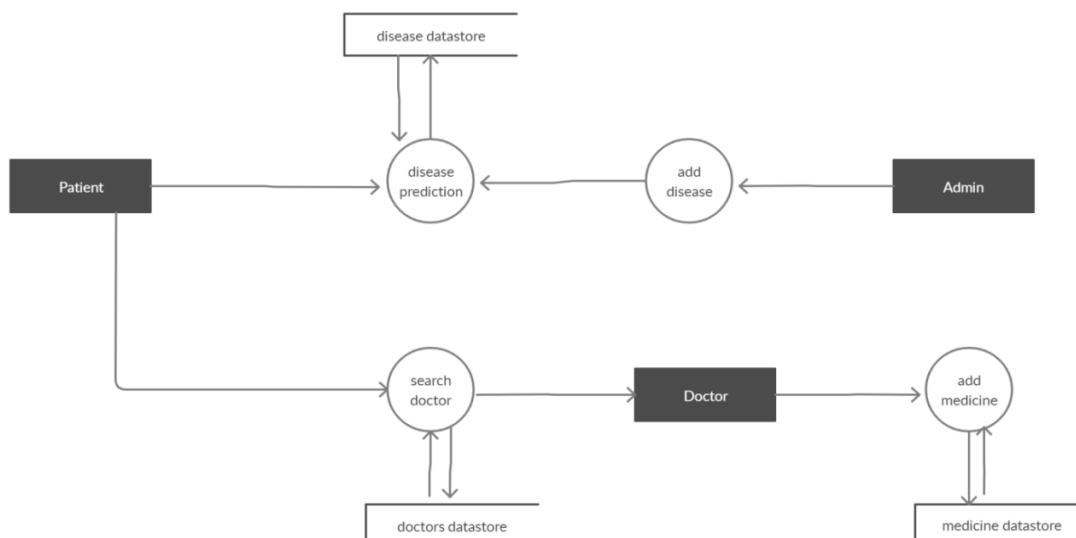 disease datastore
Patient
disease
prediction
add
disease
Admin
search
doctor
Doctor
add
medicine
doctors datastore
medicine datastore